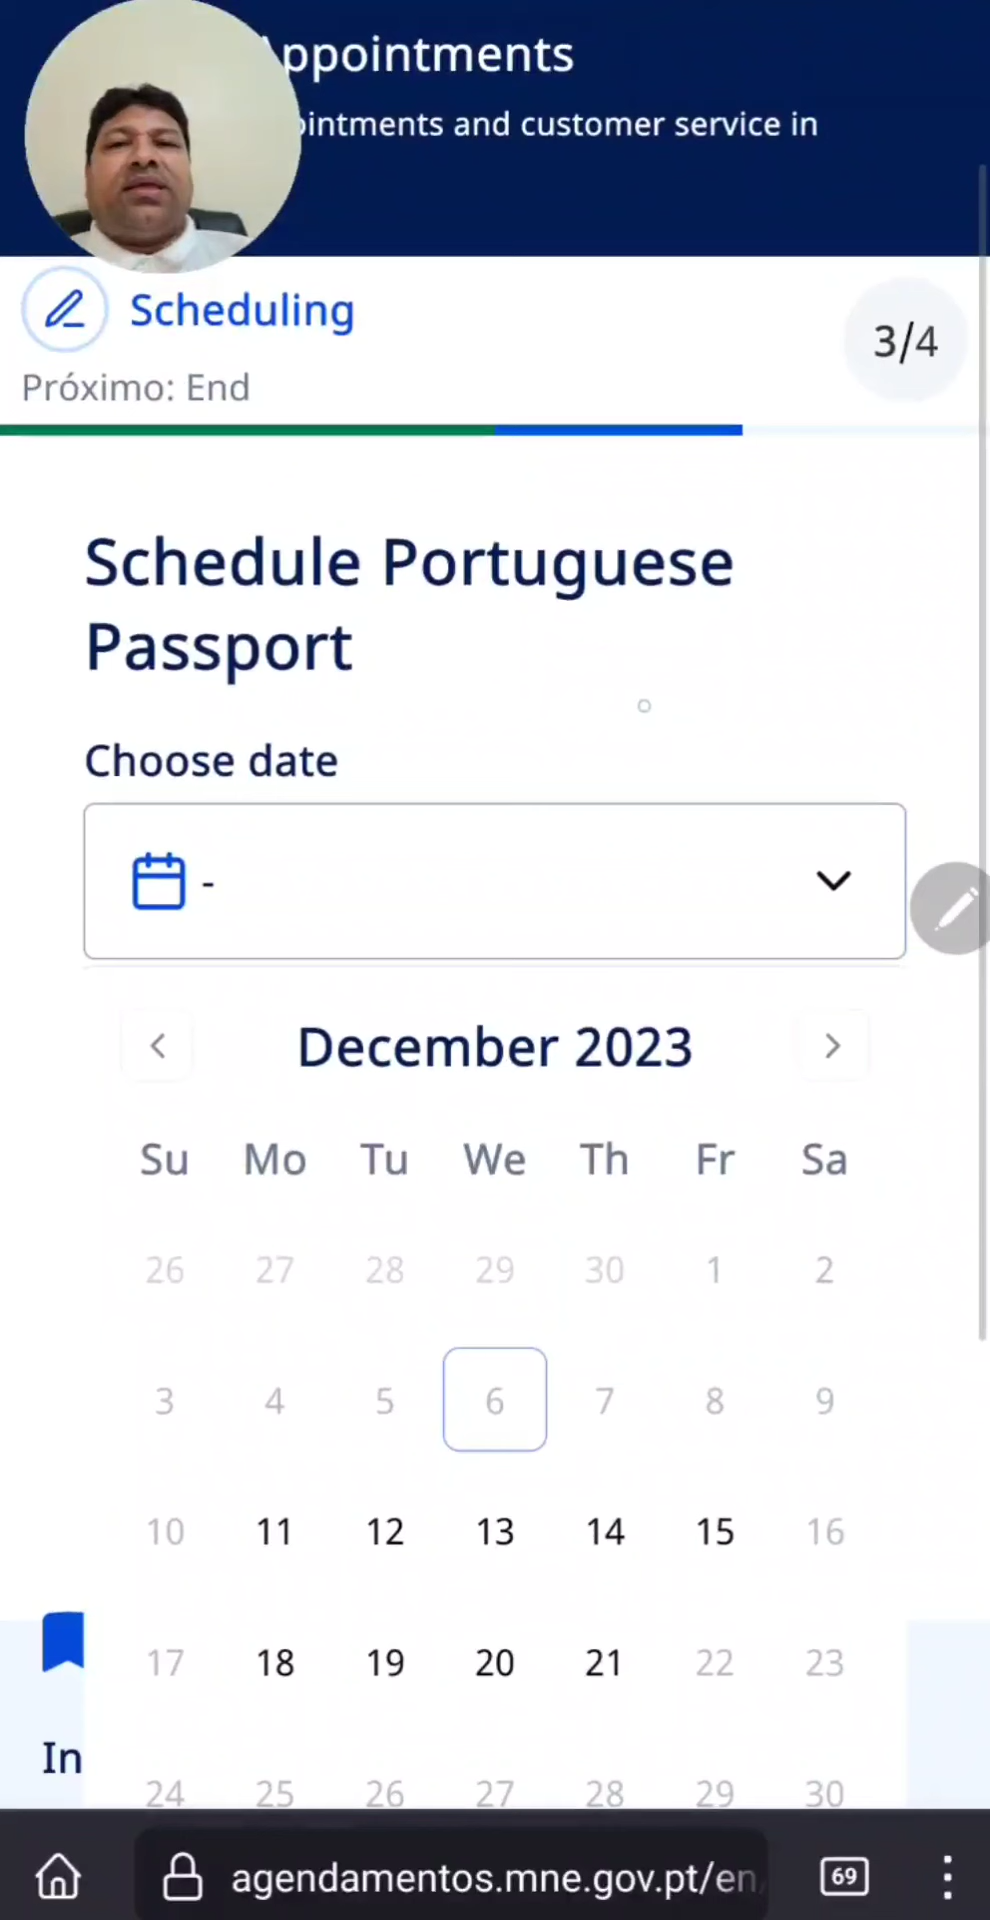 ppointments
ointments and customer service in
Scheduling
3/4
Próximo: End
Schedule Portuguese
Passport
Choose date
-
December 2023
Su Mo Tu We Th Fr Sa
26 27 28 29 30 1 2
3 4 5 6 7 8 9
10 11 12 13 14 15 16
17 18 19 20 21 22 23
In
24 25 26 27 28 29 30
agendamentos.mne.gov.pt/en/
69